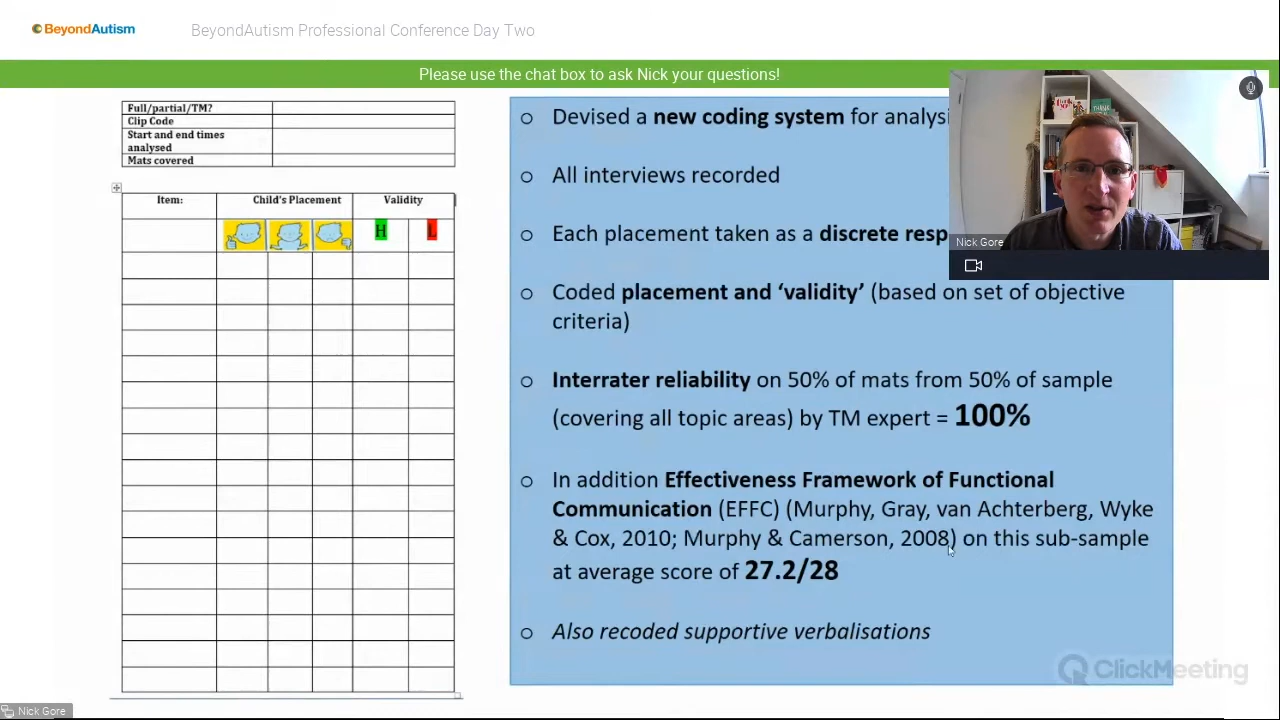 BeyondAutism
BeyondAutism Professional Conference Day Two
Please use the chat box to ask Nick your questions!
Full/partial/TM?
Clip Code
Start and end times
analysed
Mats covered
Item:
Child's Placement
Validity
H
L
o Devised a new coding system for analysi
o All interviews recorded
o Each placement taken as a discrete resp
o Coded placement and ‘validity’ (based on set of objective
criteria)
o Interrater reliability on 50% of mats from 50% of sample
(covering all topic areas) by TM expert = 100%
o In addition Effectiveness Framework of Functional
Communication (EFFC) (Murphy, Gray, van Achterberg, Wyke
& Cox, 2010; Murphy & Camerson, 2008) on this sub-sample
at average score of 27.2/28
o Also recoded supportive verbalisations
Nick Gore
ClickMeeting
Nick Gore